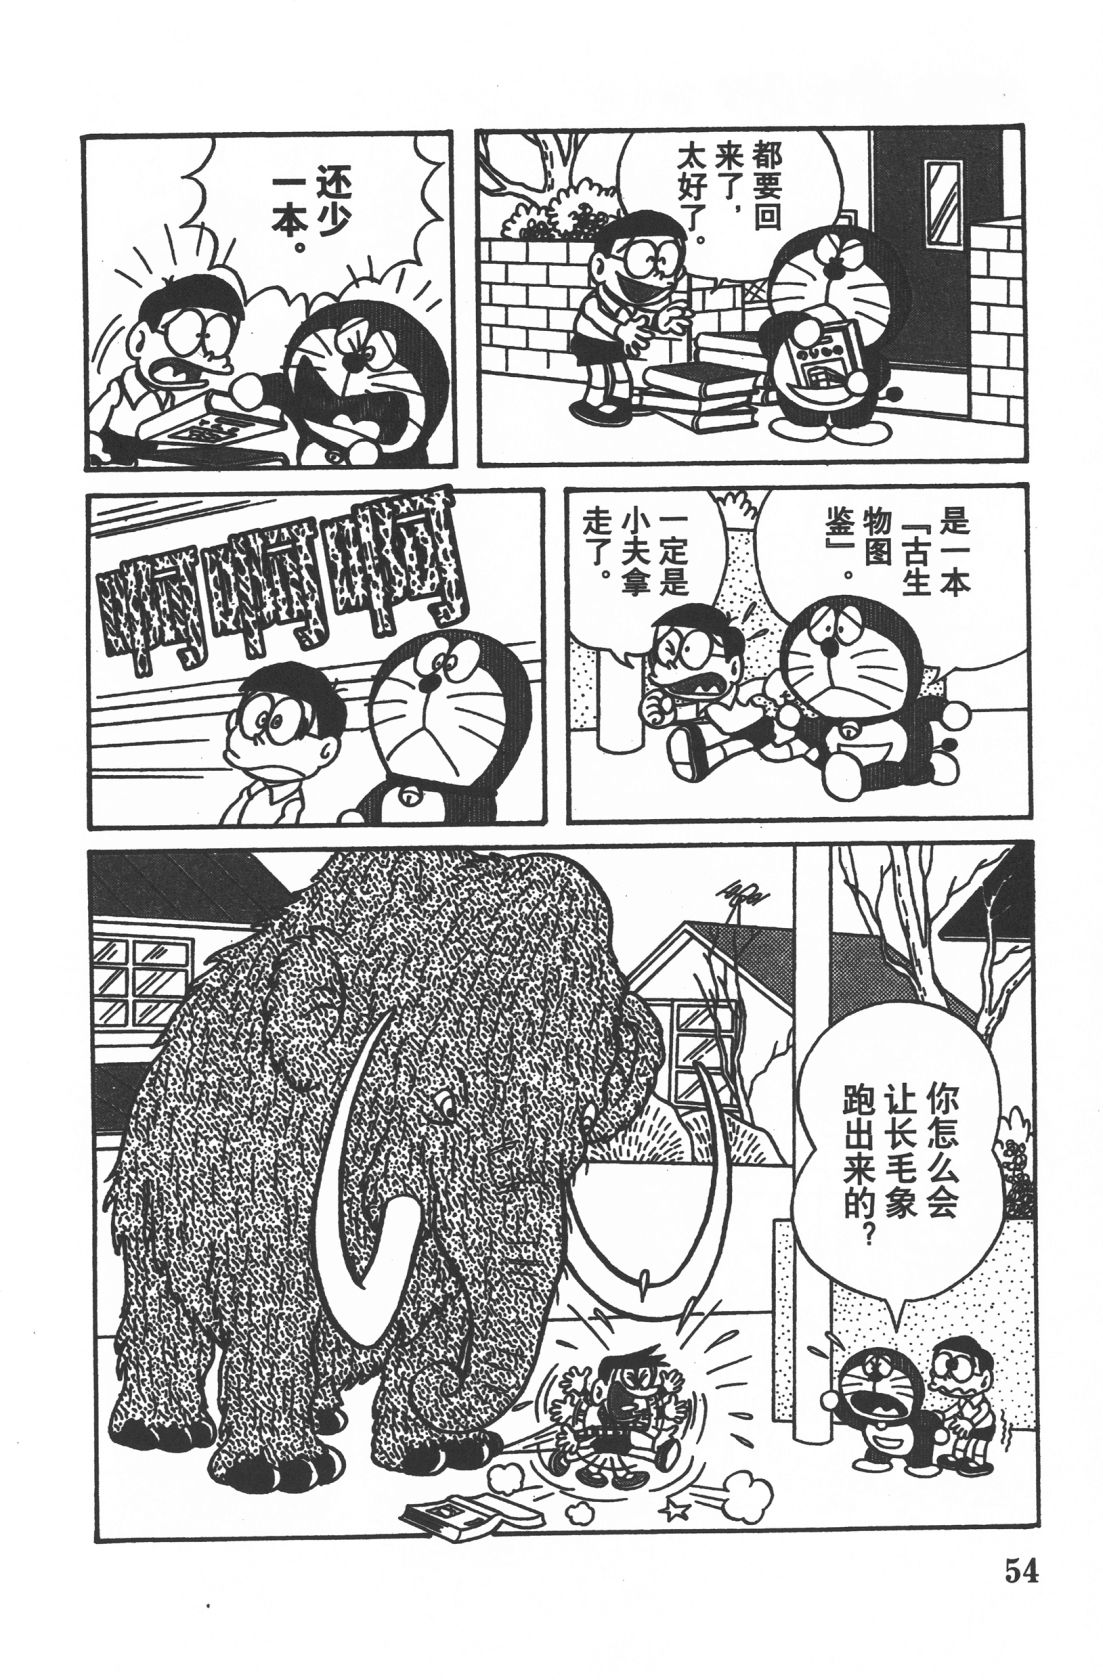 都要回
来了，
太好了。
还少
一本。
是一本
『古生
物图
鉴』。
一定是
小夫拿
走了。
啊啊啊
你怎么会
让长毛象
跑出来的？
54